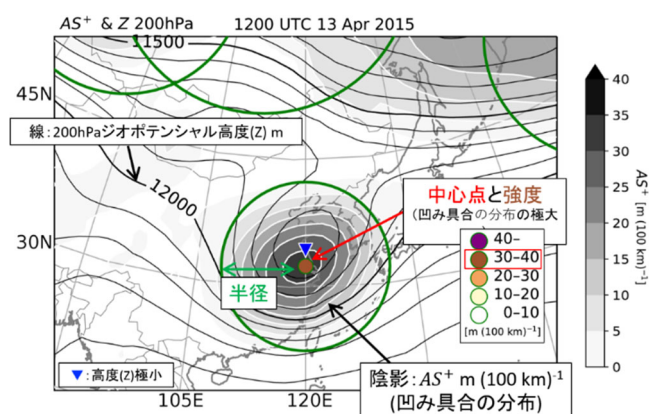 AS⁺ & Z 200hPa 1200 UTC 13 Apr 2015
11500
45N
線：200hPaジオポテンシャル高度(Z) m
12000
中心点と強度
(凹み具合の分布の極大
30N
40–
30–40
20–30
10–20
0–10
[m (100 km)⁻¹]
半径
▼：高度(Z)極小
陰影：AS⁺ m (100 km)⁻¹
(凹み具合の分布)
105E 120E
40
35
30
25
20
15
10
5
0
AS⁺ [m (100 km)⁻¹]